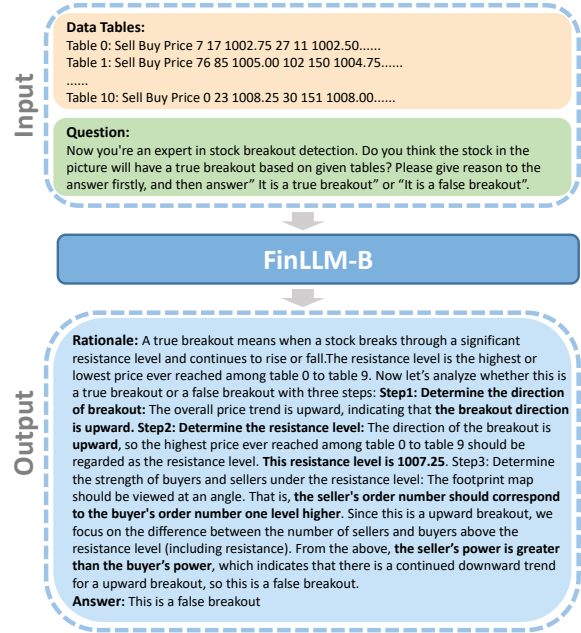 Input
Data Tables:
Table 0: Sell Buy Price 7 17 1002.75 27 11 1002.50......
Table 1: Sell Buy Price 76 85 1005.00 102 150 1004.75......
......
Table 10: Sell Buy Price 0 23 1008.25 30 151 1008.00......
Question:
Now you're an expert in stock breakout detection. Do you think the stock in the
picture will have a true breakout based on given tables? Please give reason to the
answer firstly, and then answer” It is a true breakout” or “It is a false breakout”.
FinLLM-B
Output
Rationale: A true breakout means when a stock breaks through a significant
resistance level and continues to rise or fall.The resistance level is the highest or
lowest price ever reached among table 0 to table 9. Now let’s analyze whether this is
a true breakout or a false breakout with three steps: Step1: Determine the direction
of breakout: The overall price trend is upward, indicating that the breakout direction
is upward. Step2: Determine the resistance level: The direction of the breakout is
upward, so the highest price ever reached among table 0 to table 9 should be
regarded as the resistance level. This resistance level is 1007.25. Step3: Determine
the strength of buyers and sellers under the resistance level: The footprint map
should be viewed at an angle. That is, the seller's order number should correspond
to the buyer's order number one level higher. Since this is a upward breakout, we
focus on the difference between the number of sellers and buyers above the
resistance level (including resistance). From the above, the seller’s power is greater
than the buyer’s power, which indicates that there is a continued downward trend
for a upward breakout, so this is a false breakout.
Answer: This is a false breakout